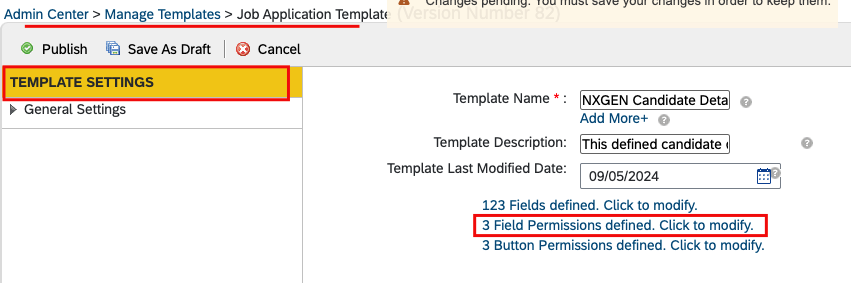 Changes pending. You must save your changes in order to keep them.
Admin Center > Manage Templates > Job Application Template (Version Number 82)
Publish Save As Draft Cancel
TEMPLATE SETTINGS
General Settings
Template Name * : NXGEN Candidate Deta
Add More+
Template Description: This defined candidate
Template Last Modified Date: 09/05/2024
123 Fields defined. Click to modify.
3 Field Permissions defined. Click to modify.
3 Button Permissions defined. Click to modify.